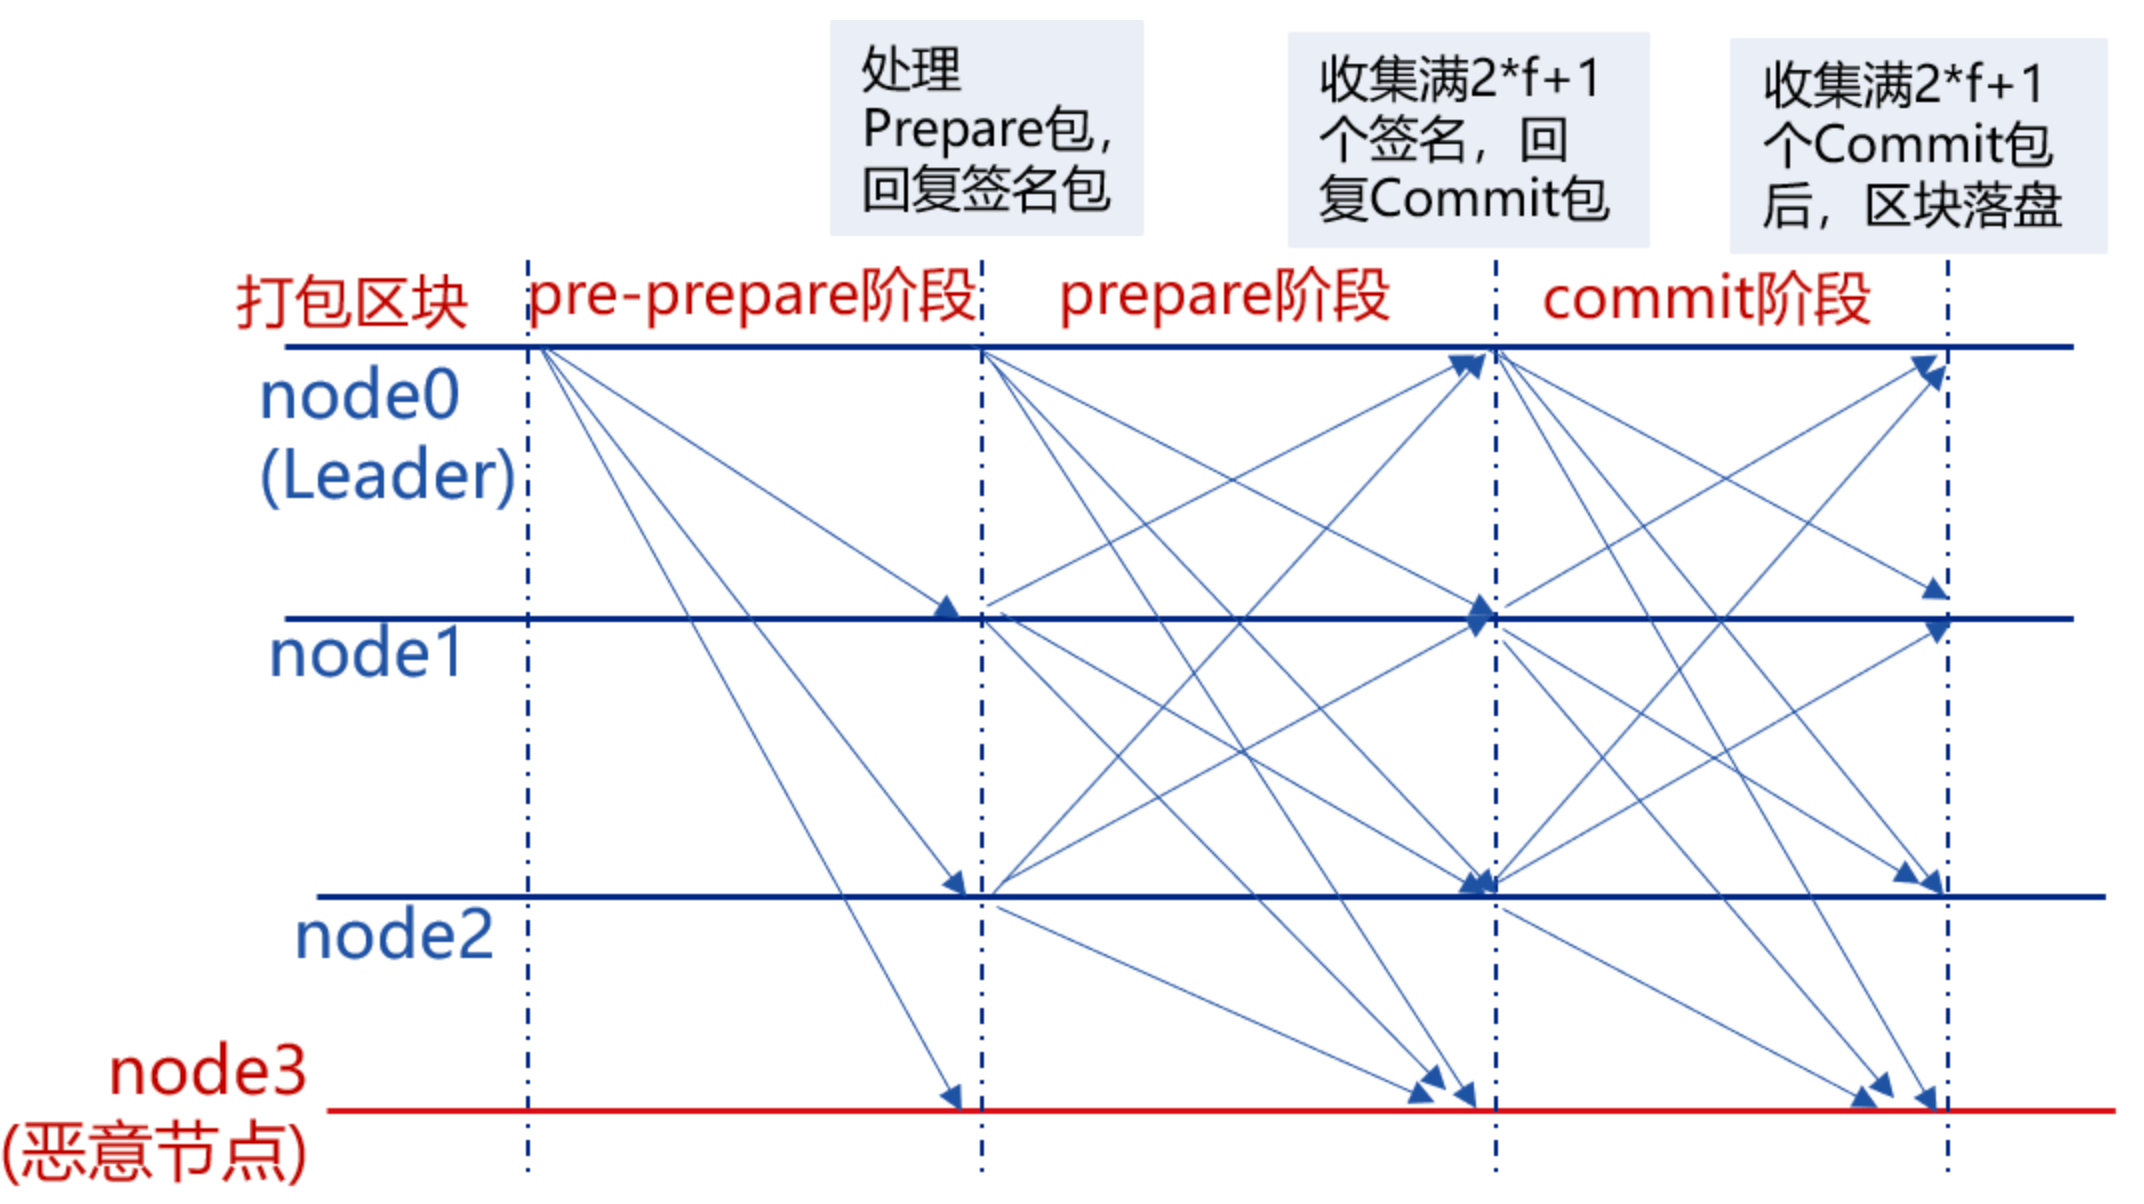 处理
Prepare包，
回复签名包
收集满2*f+1
个签名，回
复Commit包
收集满2*f+1
个Commit包
后，区块落盘
打包区块
pre-prepare阶段
prepare阶段
commit阶段
node0
(Leader)
node1
node2
node3
(恶意节点)